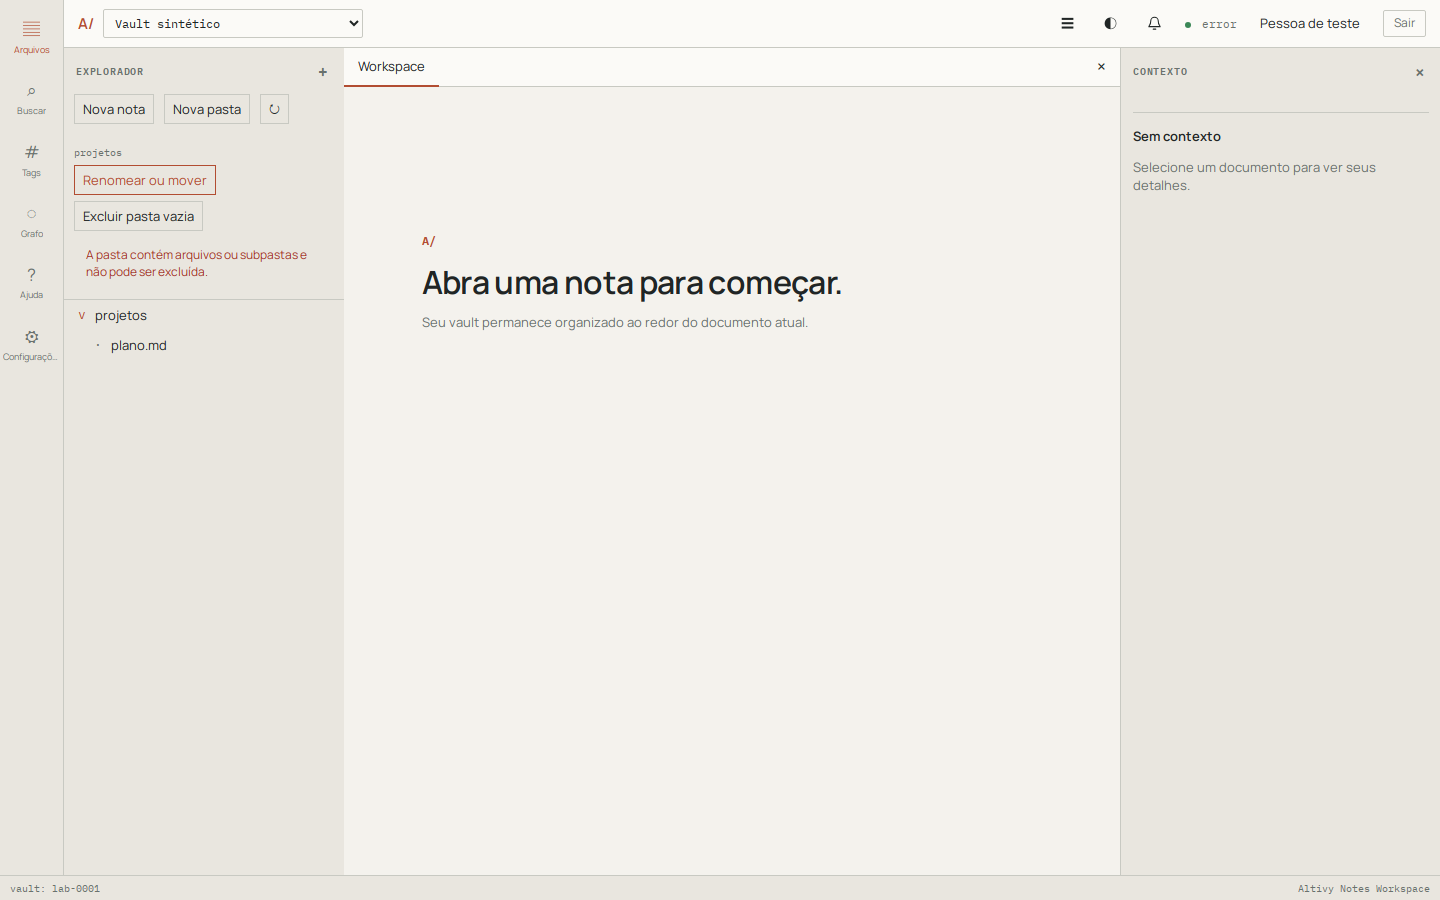 Arquivos
Buscar
Tags
Grafo
Ajuda
Configuraçõ…
A/
Vault sintético
error
Pessoa de teste
Sair
EXPLORADOR
+
Nova nota
Nova pasta
projetos
Renomear ou mover
Excluir pasta vazia
A pasta contém arquivos ou subpastas e
não pode ser excluída.
projetos
plano.md
Workspace
×
A/
Abra uma nota para começar.
Seu vault permanece organizado ao redor do documento atual.
CONTEXTO
×
Sem contexto
Selecione um documento para ver seus
detalhes.
vault: lab-0001
Altivy Notes Workspace